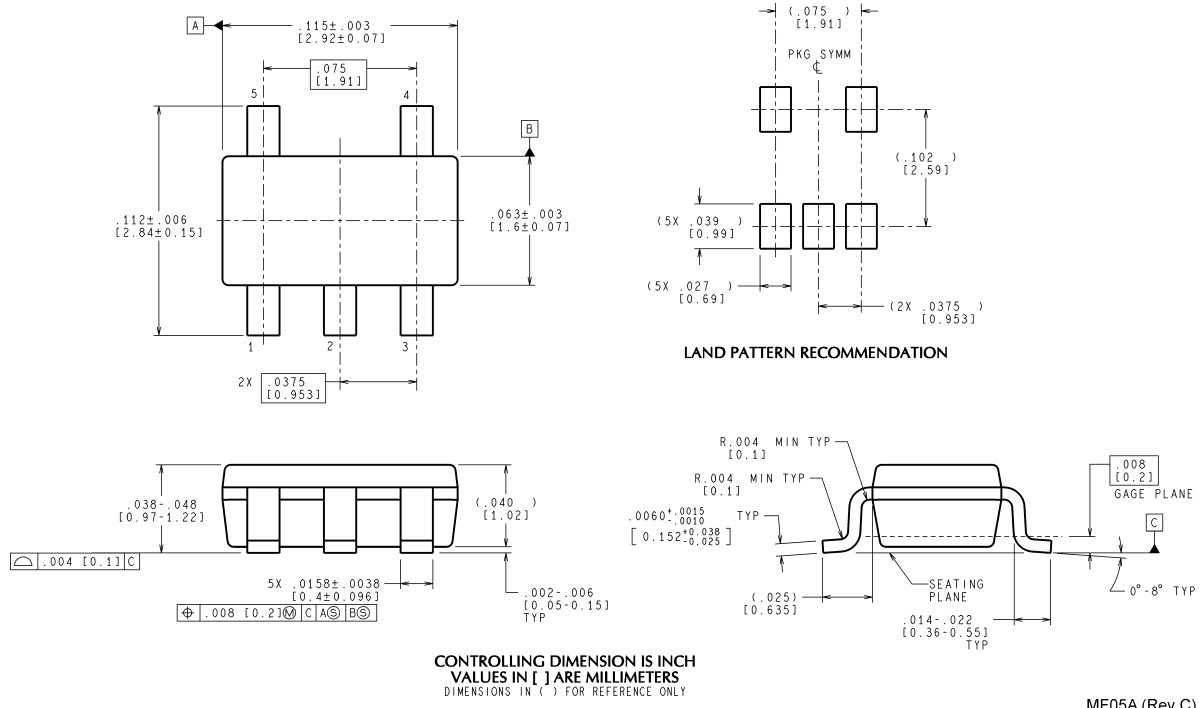 A
.115±.003
[2.92±0.07]
.075
[1.91]
5
4
B
.112±.006
[2.84±0.15]
.063±.003
[1.6±0.07]
1
2
3
2X .0375
[0.953]
(.075 )
[1.91]
PKG SYMM
℄
(.102 )
[2.59]
(5X .039 )
[0.99]
(5X .027 )
[0.69]
(2X .0375 )
[0.953]
LAND PATTERN RECOMMENDATION
.038-.048
[0.97-1.22]
(.040 )
[1.02]
⌓ .004 [0.1] C
5X .0158±.0038
[0.4±0.096]
⌖ .008 [0.2]Ⓜ C AⓈ BⓈ
.002-.006
[0.05-0.15]
TYP
R.004 MIN TYP
[0.1]
R.004 MIN TYP
[0.1]
.008
[0.2]
GAGE PLANE
.0060+.0015 -.0010 TYP
[0.152+0.038 -0.025]
C
SEATING
PLANE
0°-8° TYP
(.025)
[0.635]
.014-.022
[0.36-0.55]
TYP
CONTROLLING DIMENSION IS INCH
VALUES IN [ ] ARE MILLIMETERS
DIMENSIONS IN ( ) FOR REFERENCE ONLY
MF05A (Rev C)